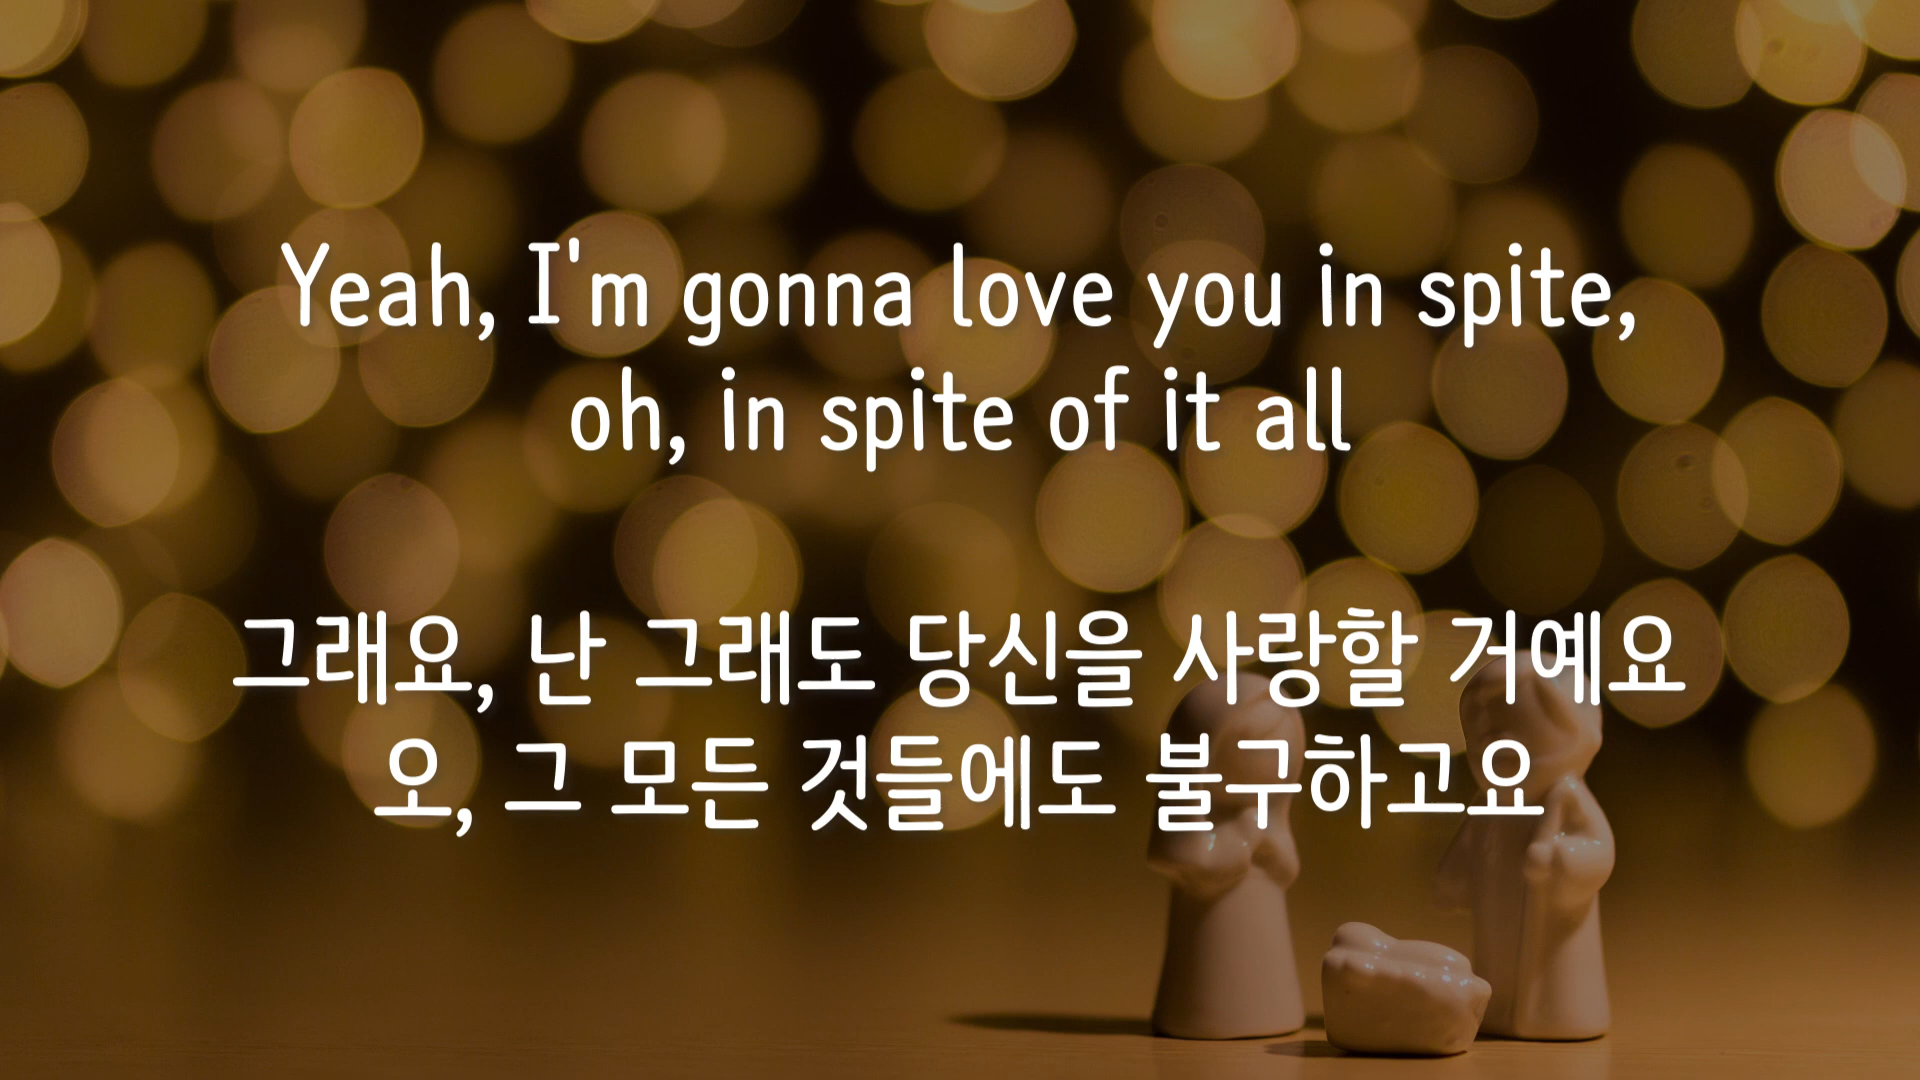 Yeah, I'm gonna love you in spite,
oh, in spite of it all
그래요, 난 그래도 당신을 사랑할 거예요
오, 그 모든 것들에도 불구하고요